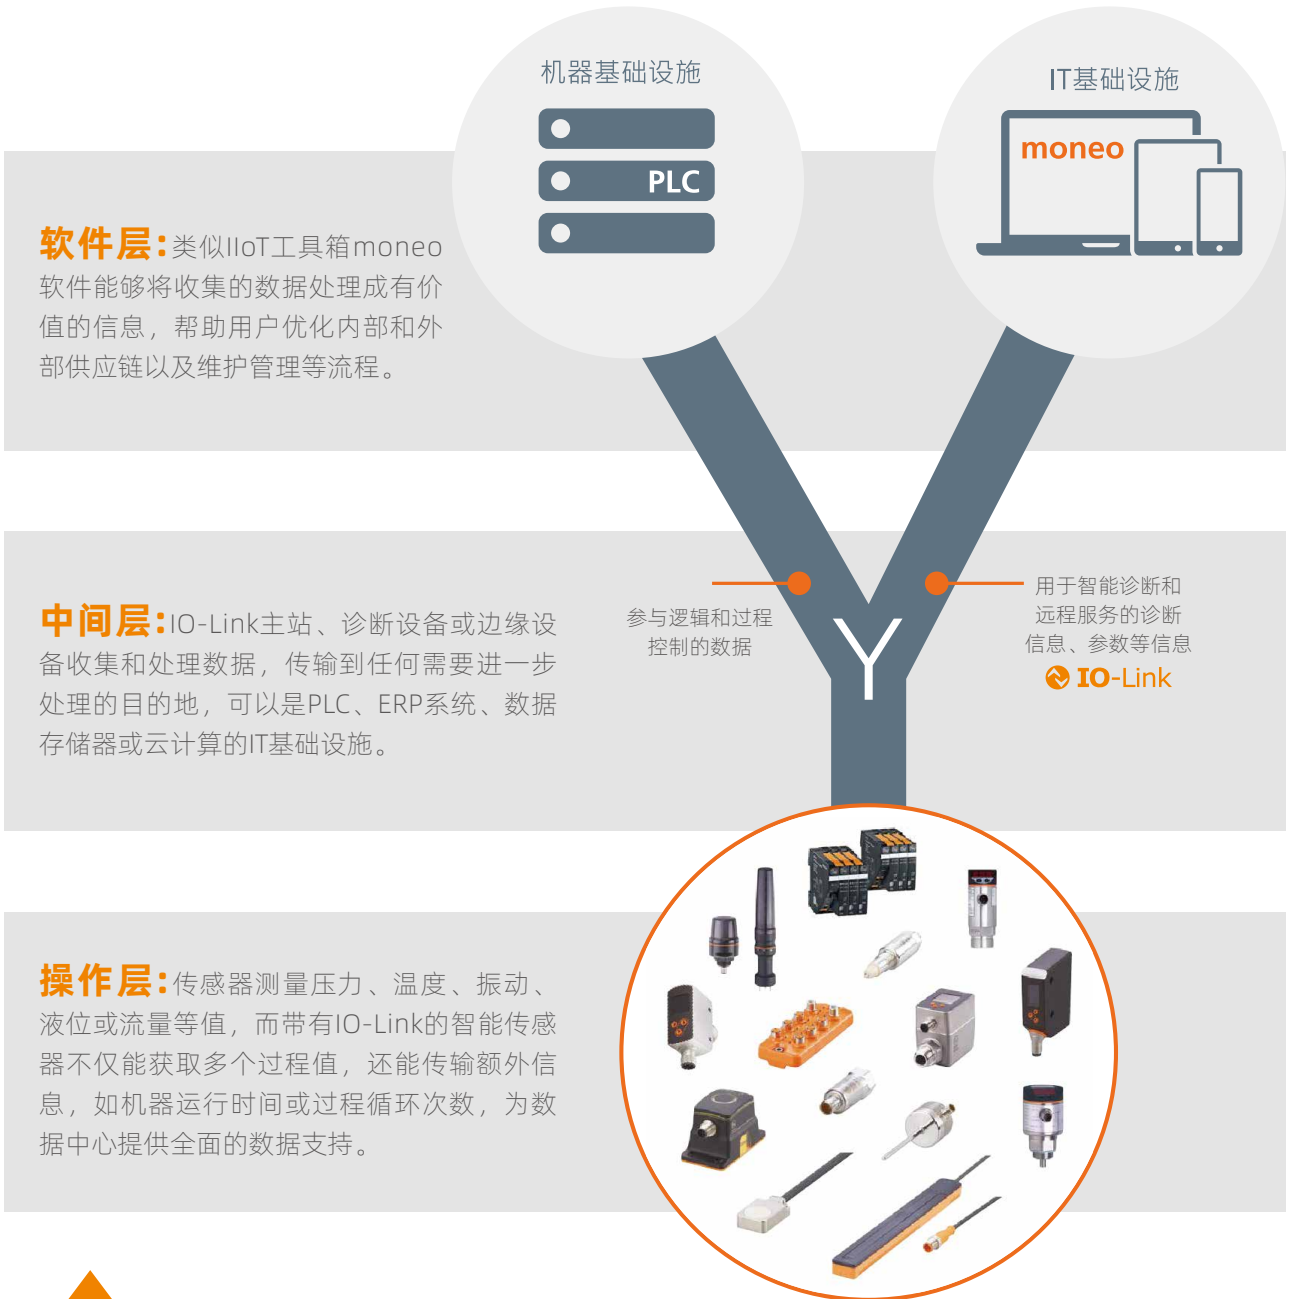 机器基础设施
IT基础设施
PLC
moneo
软件层:类似IIoT工具箱moneo
软件能够将收集的数据处理成有价
值的信息，帮助用户优化内部和外
部供应链以及维护管理等流程。
中间层:IO-Link主站、诊断设备或边缘设
备收集和处理数据，传输到任何需要进一步
处理的目的地，可以是PLC、ERP系统、数据
存储器或云计算的IT基础设施。
参与逻辑和过程
控制的数据
Y
用于智能诊断和
远程服务的诊断
信息、参数等信息
IO-Link
操作层:传感器测量压力、温度、振动、
液位或流量等值，而带有IO-Link的智能传感
器不仅能获取多个过程值，还能传输额外信
息，如机器运行时间或过程循环次数，为数
据中心提供全面的数据支持。